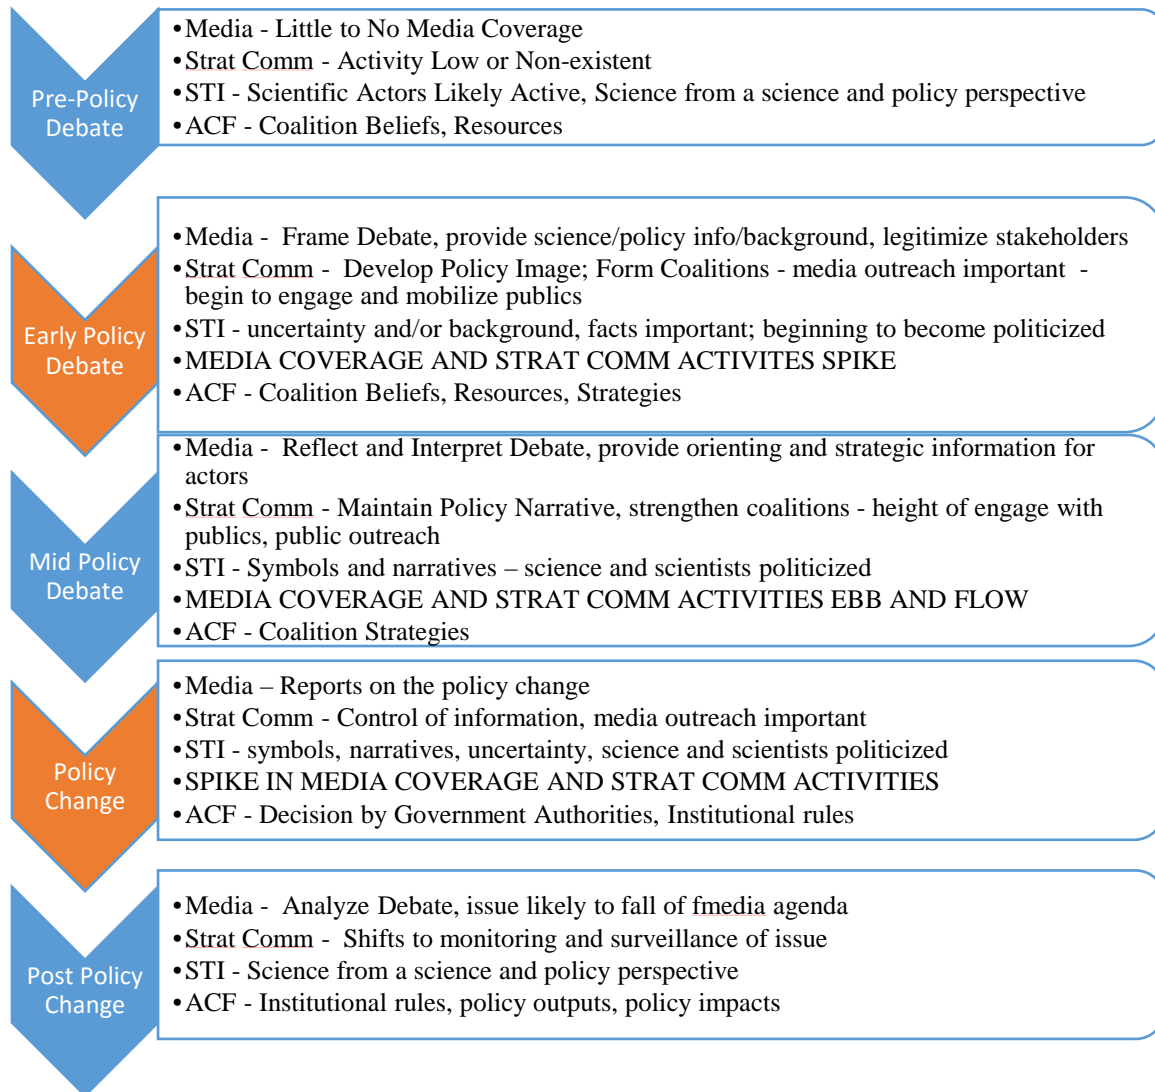 Pre-Policy
Debate
•Media - Little to No Media Coverage
•Strat Comm - Activity Low or Non-existent
•STI - Scientific Actors Likely Active, Science from a science and policy perspective
•ACF - Coalition Beliefs, Resources
Early Policy
Debate
•Media -  Frame Debate, provide science/policy info/background, legitimize stakeholders
•Strat Comm -  Develop Policy Image; Form Coalitions - media outreach important  -
begin to engage and mobilize publics
•STI - uncertainty and/or background, facts important; beginning to become politicized
•MEDIA COVERAGE AND STRAT COMM ACTIVITES SPIKE
•ACF - Coalition Beliefs, Resources, Strategies
Mid Policy
Debate
•Media -  Reflect and Interpret Debate, provide orienting and strategic information for
actors
•Strat Comm - Maintain Policy Narrative, strengthen coalitions - height of engage with
publics, public outreach
•STI - Symbols and narratives – science and scientists politicized
•MEDIA COVERAGE AND STRAT COMM ACTIVITIES EBB AND FLOW
•ACF - Coalition Strategies
Policy
Change
•Media – Reports on the policy change
•Strat Comm - Control of information, media outreach important
•STI - symbols, narratives, uncertainty, science and scientists politicized
•SPIKE IN MEDIA COVERAGE AND STRAT COMM ACTIVITIES
•ACF - Decision by Government Authorities, Institutional rules
Post Policy
Change
•Media -  Analyze Debate, issue likely to fall of fmedia agenda
•Strat Comm -  Shifts to monitoring and surveillance of issue
•STI - Science from a science and policy perspective
•ACF - Institutional rules, policy outputs, policy impacts